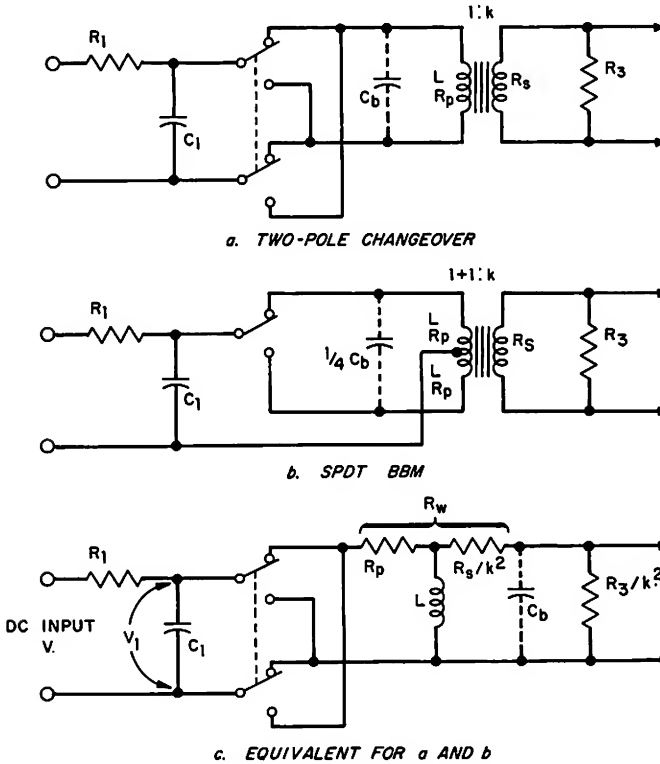 1:k
R1
C1
Cb
L
Rp
Rs
R3
a. TWO-POLE CHANGEOVER
1+1:k
R1
C1
1/4 Cb
L
Rp
L
Rp
RS
R3
b. SPDT BBM
Rw
R1
Rp
Rs/k²
DC INPUT
V.
V1
C1
L
Cb
R3/k²
c. EQUIVALENT FOR a AND b